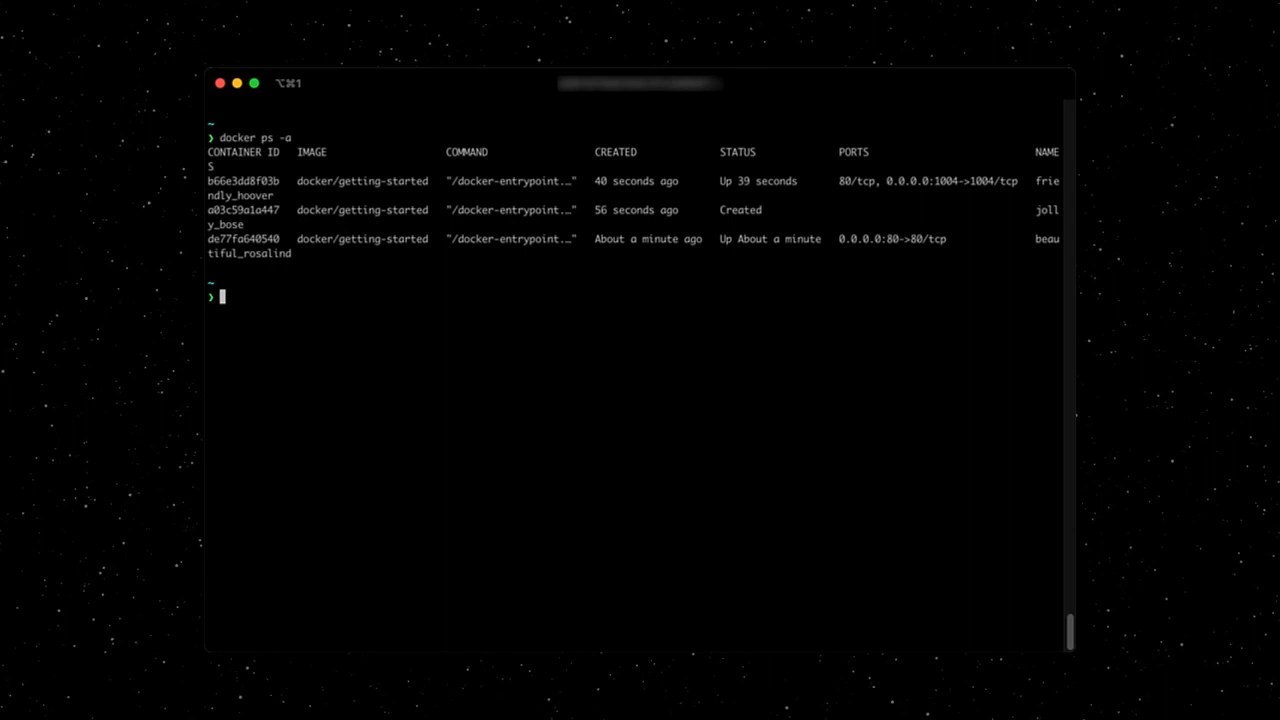 ⌥⌘1
~
❯ docker ps -a
CONTAINER ID   IMAGE                    COMMAND                  CREATED              STATUS              PORTS                          NAME
S
b66e3dd8f03b   docker/getting-started   "/docker-entrypoint.…"   40 seconds ago       Up 39 seconds       80/tcp, 0.0.0.0:1004->1004/tcp   frie
ndly_hoover
a03c59a1a447   docker/getting-started   "/docker-entrypoint.…"   56 seconds ago       Created                                            joll
y_bose
de77fa640540   docker/getting-started   "/docker-entrypoint.…"   About a minute ago   Up About a minute   0.0.0.0:80->80/tcp               beau
tiful_rosalind
~
❯